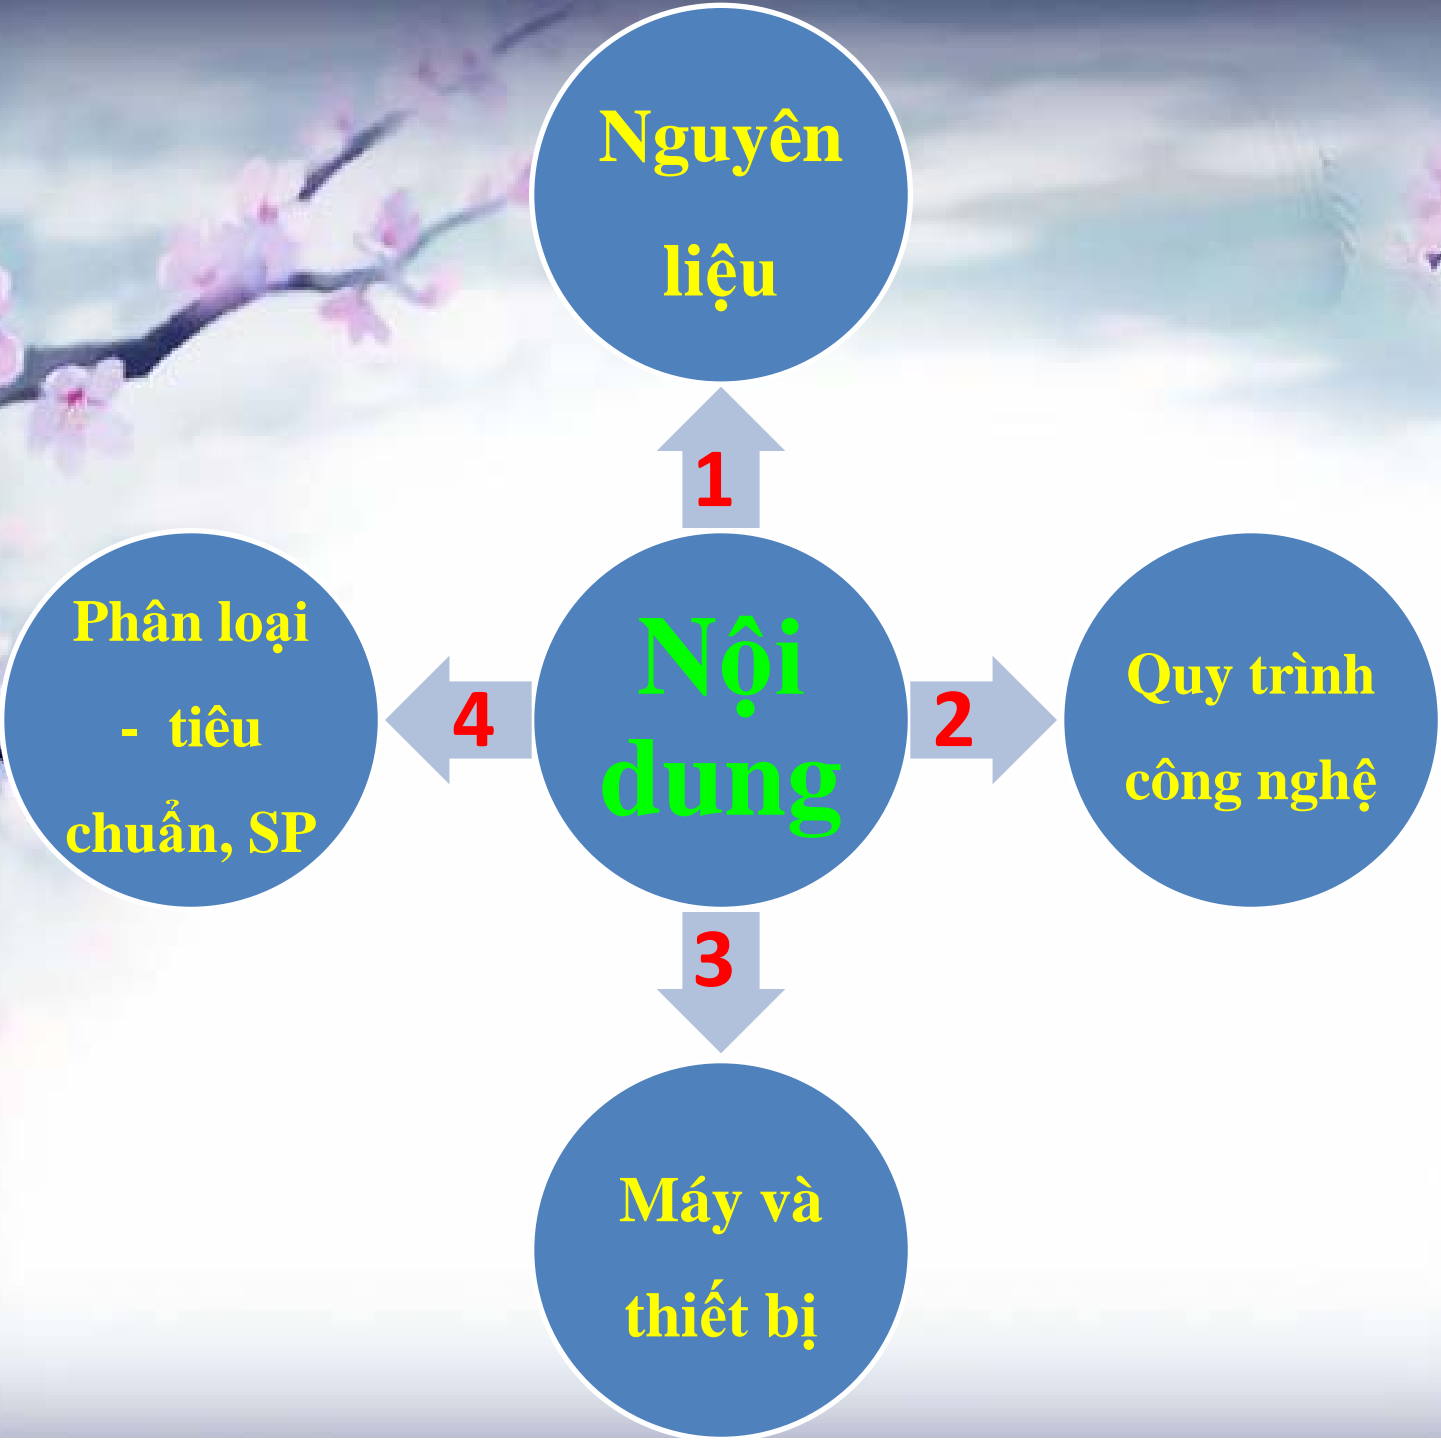 Nguyên
liệu
1
Phân loại
- tiêu
chuẩn, SP
4
Nội
dung
2
Quy trình
công nghệ
3
Máy và
thiết bị